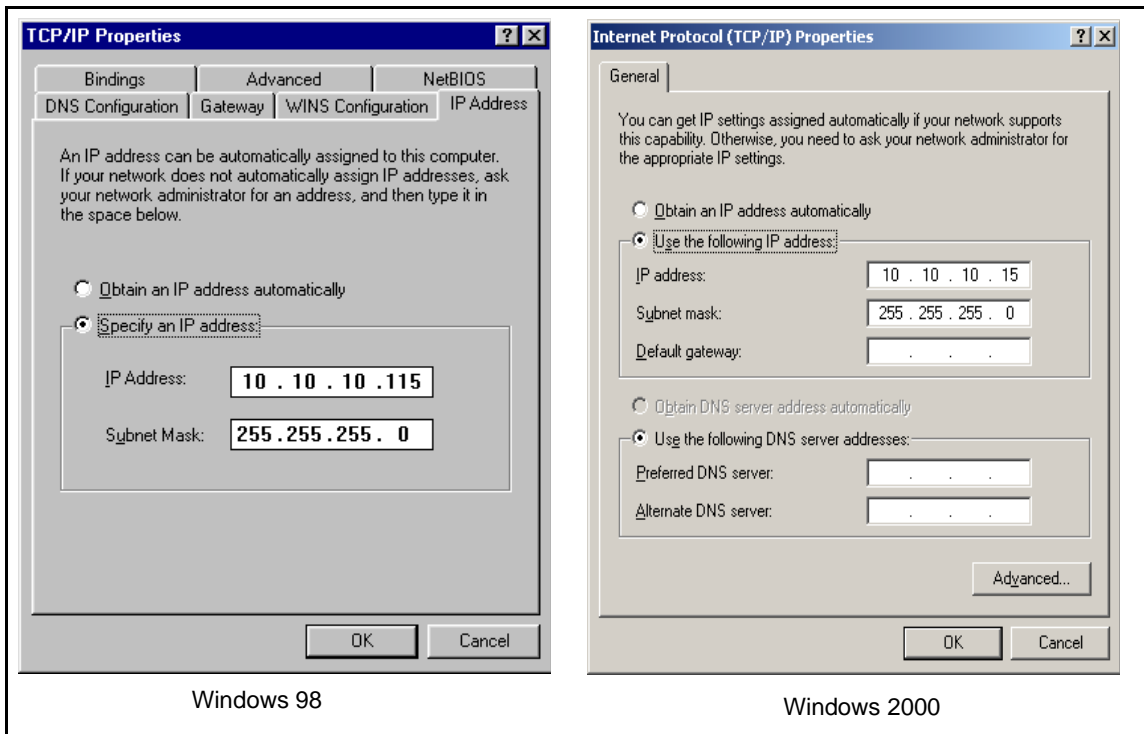 TCP/IP Properties
Bindings
Advanced
NetBIOS
DNS Configuration
Gateway
WINS Configuration
IP Address
An IP address can be automatically assigned to this computer.
If your network does not automatically assign IP addresses, ask
your network administrator for an address, and then type it in
the space below.
Obtain an IP address automatically
Specify an IP address:
IP Address: 10 . 10 . 10 .115
Subnet Mask: 255.255.255. 0
OK
Cancel
Windows 98
Internet Protocol (TCP/IP) Properties
General
You can get IP settings assigned automatically if your network supports
this capability. Otherwise, you need to ask your network administrator for
the appropriate IP settings.
Obtain an IP address automatically
Use the following IP address:
IP address: 10 . 10 . 10 . 15
Subnet mask: 255 . 255 . 255 . 0
Default gateway: . . .
Obtain DNS server address automatically
Use the following DNS server addresses:
Preferred DNS server: . . .
Alternate DNS server: . . .
Advanced...
OK
Cancel
Windows 2000